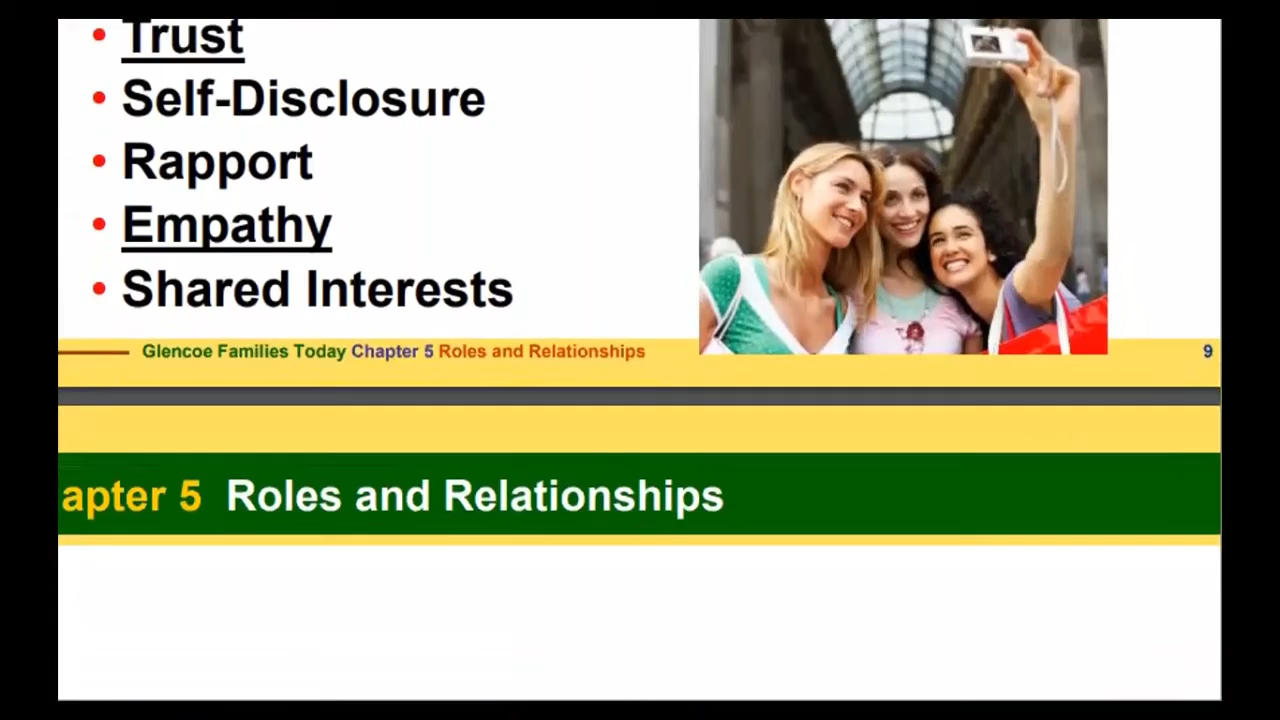 • Trust
• Self-Disclosure
• Rapport
• Empathy
• Shared Interests
Glencoe Families Today Chapter 5 Roles and Relationships
9
apter 5 Roles and Relationships